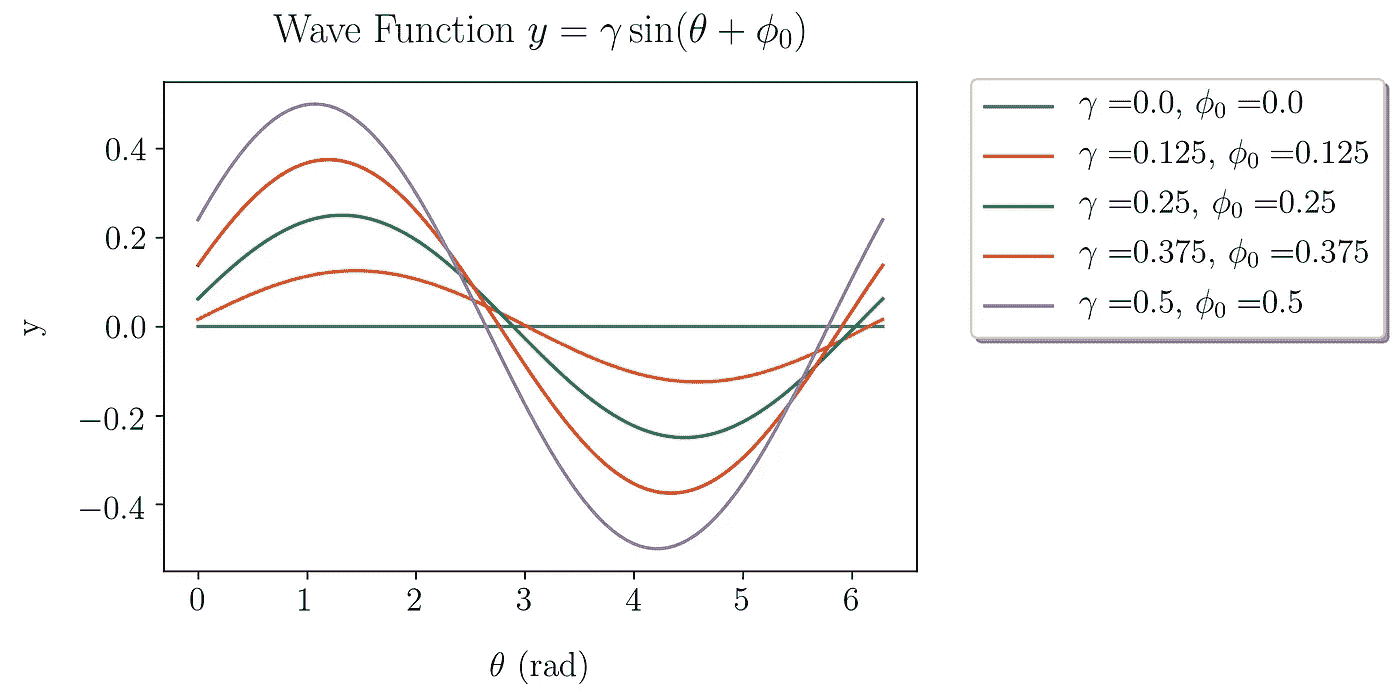 Wave Function y = γ sin(θ + ϕ₀)
γ =0.0, ϕ₀ =0.0
γ =0.125, ϕ₀ =0.125
γ =0.25, ϕ₀ =0.25
γ =0.375, ϕ₀ =0.375
γ =0.5, ϕ₀ =0.5
0.4
0.2
0.0
−0.2
−0.4
y
0 1 2 3 4 5 6
θ (rad)